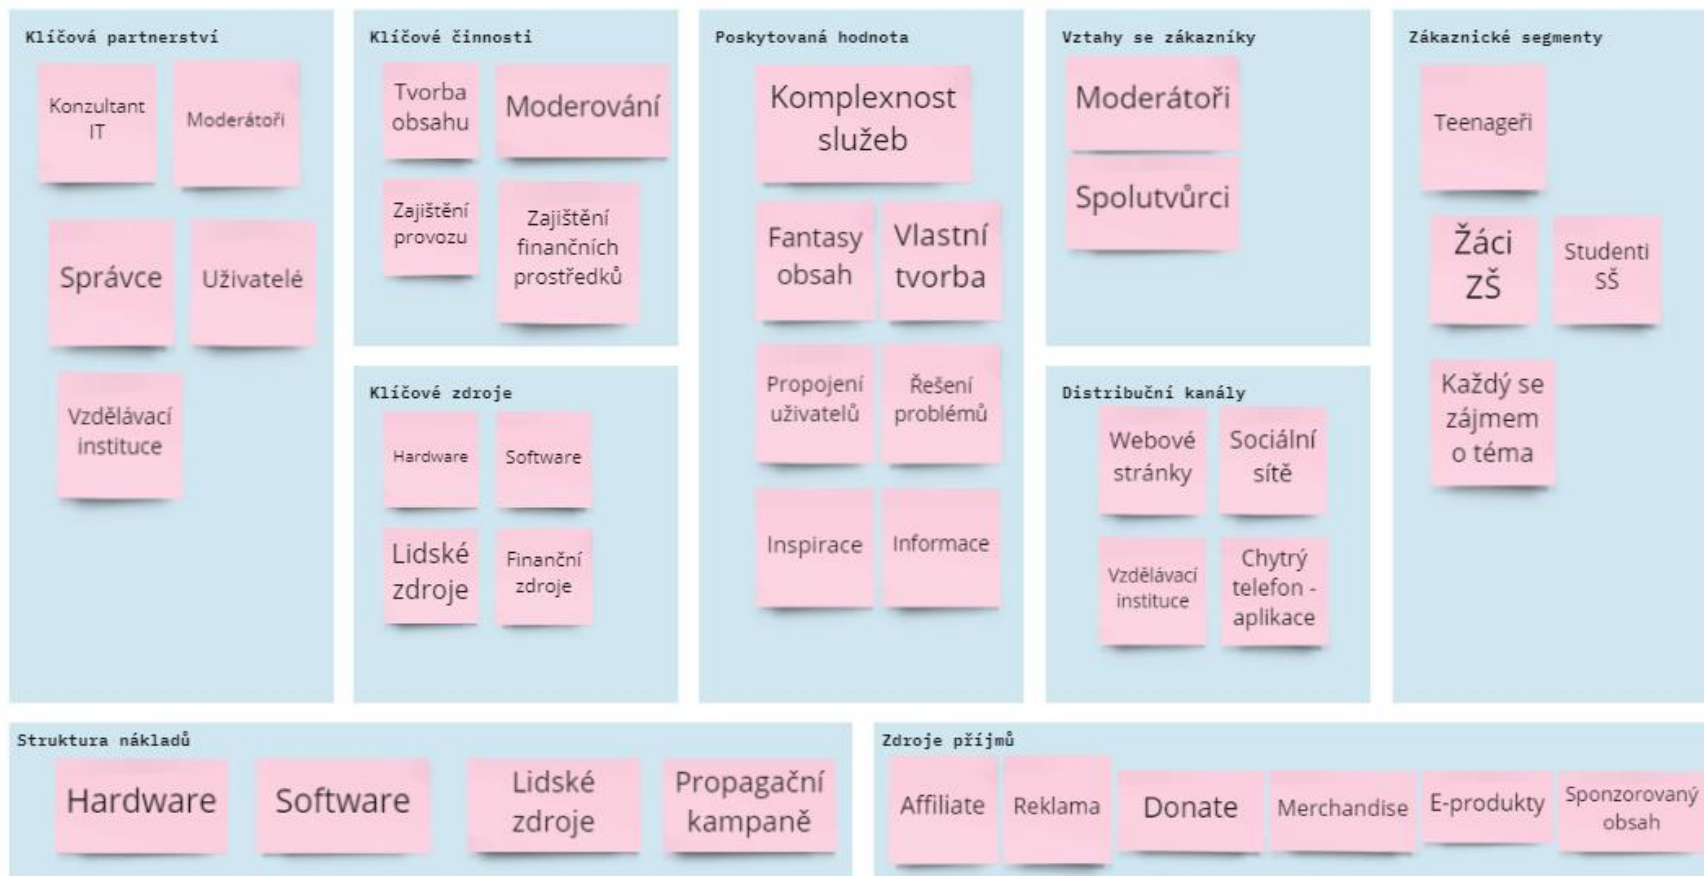 Klíčová partnerství
Konzultant
IT
Moderátoři
Správce
Uživatelé
Vzdělávací
instituce
Klíčové činnosti
Tvorba
obsahu
Moderování
Zajištění
provozu
Zajištění
finančních
prostředků
Klíčové zdroje
Hardware
Software
Lidské
zdroje
Finanční
zdroje
Poskytovaná hodnota
Komplexnost
služeb
Fantasy
obsah
Vlastní
tvorba
Propojení
uživatelů
Řešení
problémů
Inspirace
Informace
Vztahy se zákazníky
Moderátoři
Spolutvůrci
Distribuční kanály
Webové
stránky
Sociální
sítě
Vzdělávací
instituce
Chytrý
telefon -
aplikace
Zákaznické segmenty
Teenageři
Žáci
ZŠ
Studenti
SŠ
Každý se
zájmem
o téma
Struktura nákladů
Hardware
Software
Lidské
zdroje
Propagační
kampaně
Zdroje příjmů
Affiliate
Reklama
Donate
Merchandise
E-produkty
Sponzorovaný
obsah